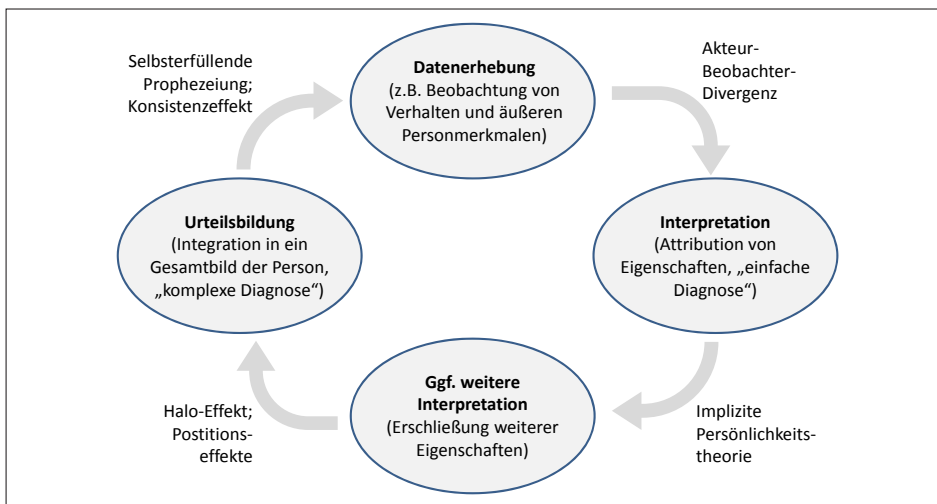 Selbsterfüllende
Prophezeiung;
Konsistenzeffekt
Datenerhebung
(z.B. Beobachtung von
Verhalten und äußeren
Personmerkmalen)
Akteur-
Beobachter-
Divergenz
Urteilsbildung
(Integration in ein
Gesamtbild der Person,
„komplexe Diagnose“)
Interpretation
(Attribution von
Eigenschaften, „einfache
Diagnose“)
Halo-Effekt;
Postitions-
effekte
Ggf. weitere
Interpretation
(Erschließung weiterer
Eigenschaften)
Implizite
Persönlichkeits-
theorie